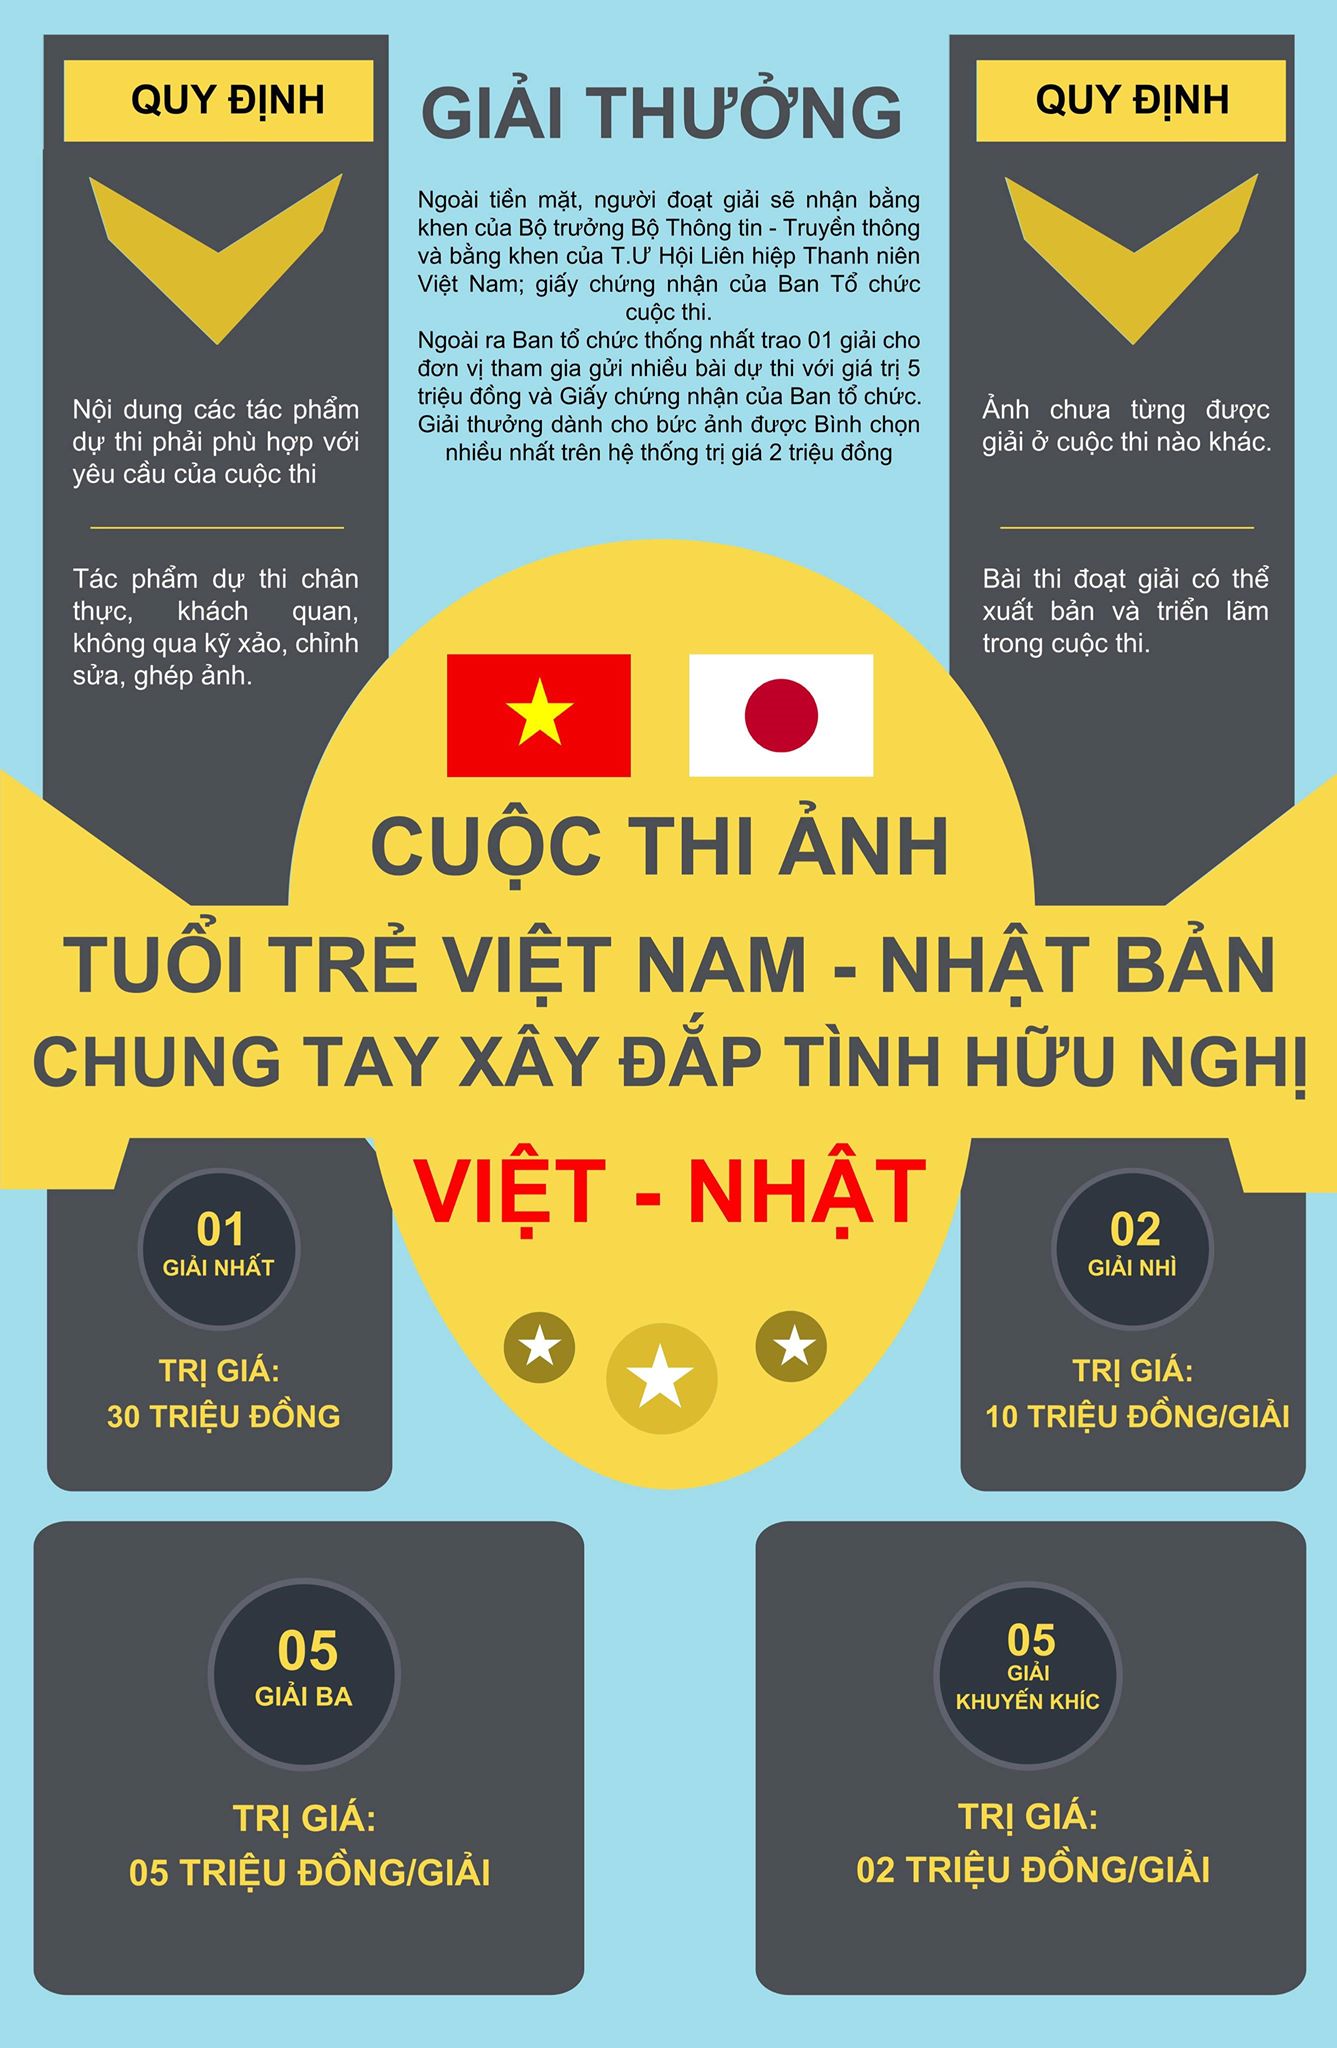 QUY ĐỊNH
Nội dung các tác phẩm
dự thi phải phù hợp với
yêu cầu của cuộc thi
Tác phẩm dự thi chân
thực, khách quan,
không qua kỹ xảo, chỉnh
sửa, ghép ảnh.
GIẢI THƯỞNG
Ngoài tiền mặt, người đoạt giải sẽ nhận bằng
khen của Bộ trưởng Bộ Thông tin - Truyền thông
và bằng khen của T.Ư Hội Liên hiệp Thanh niên
Việt Nam; giấy chứng nhận của Ban Tổ chức
cuộc thi.
Ngoài ra Ban tổ chức thống nhất trao 01 giải cho
đơn vị tham gia gửi nhiều bài dự thi với giá trị 5
triệu đồng và Giấy chứng nhận của Ban tổ chức.
Giải thưởng dành cho bức ảnh được Bình chọn
nhiều nhất trên hệ thống trị giá 2 triệu đồng
QUY ĐỊNH
Ảnh chưa từng được
giải ở cuộc thi nào khác.
Bài thi đoạt giải có thể
xuất bản và triển lãm
trong cuộc thi.
CUỘC THI ẢNH
TUỔI TRẺ VIỆT NAM - NHẬT BẢN
CHUNG TAY XÂY ĐẮP TÌNH HỮU NGHỊ
VIỆT - NHẬT
01
GIẢI NHẤT
TRỊ GIÁ:
30 TRIỆU ĐỒNG
02
GIẢI NHÌ
TRỊ GIÁ:
10 TRIỆU ĐỒNG/GIẢI
05
GIẢI BA
TRỊ GIÁ:
05 TRIỆU ĐỒNG/GIẢI
05
GIẢI
KHUYẾN KHÍC
TRỊ GIÁ:
02 TRIỆU ĐỒNG/GIẢI